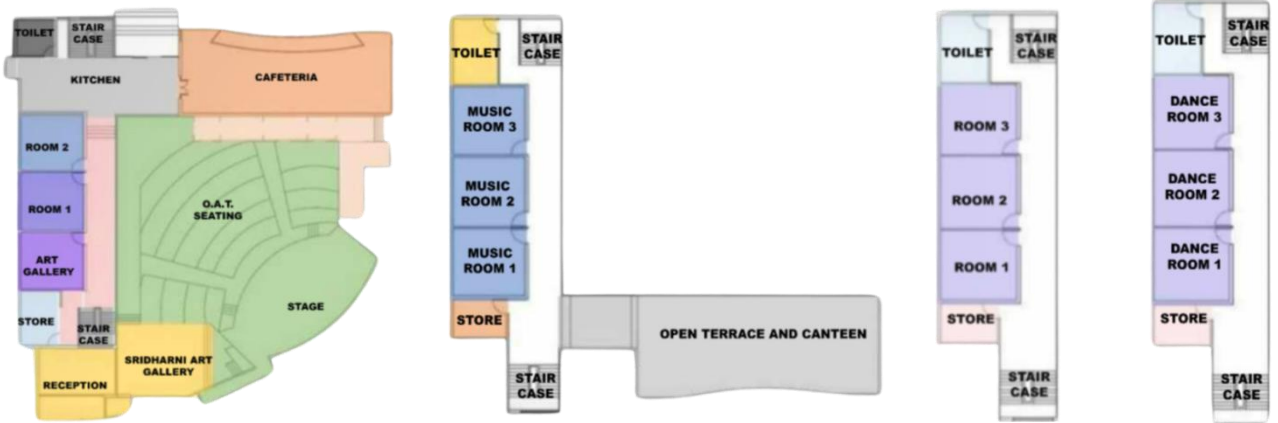 TOILET
STAIR
CASE
KITCHEN
CAFETERIA
ROOM 2
ROOM 1
ART
GALLERY
O.A.T.
SEATING
STAGE
STORE
STAIR
CASE
SRIDHARNI ART
GALLERY
RECEPTION
TOILET
STAIR
CASE
MUSIC
ROOM 3
MUSIC
ROOM 2
MUSIC
ROOM 1
STORE
OPEN TERRACE AND CANTEEN
STAIR
CASE
TOILET
STAIR
CASE
ROOM 3
ROOM 2
ROOM 1
STORE
STAIR
CASE
TOILET
STAIR
CASE
DANCE
ROOM 3
DANCE
ROOM 2
DANCE
ROOM 1
STORE
STAIR
CASE